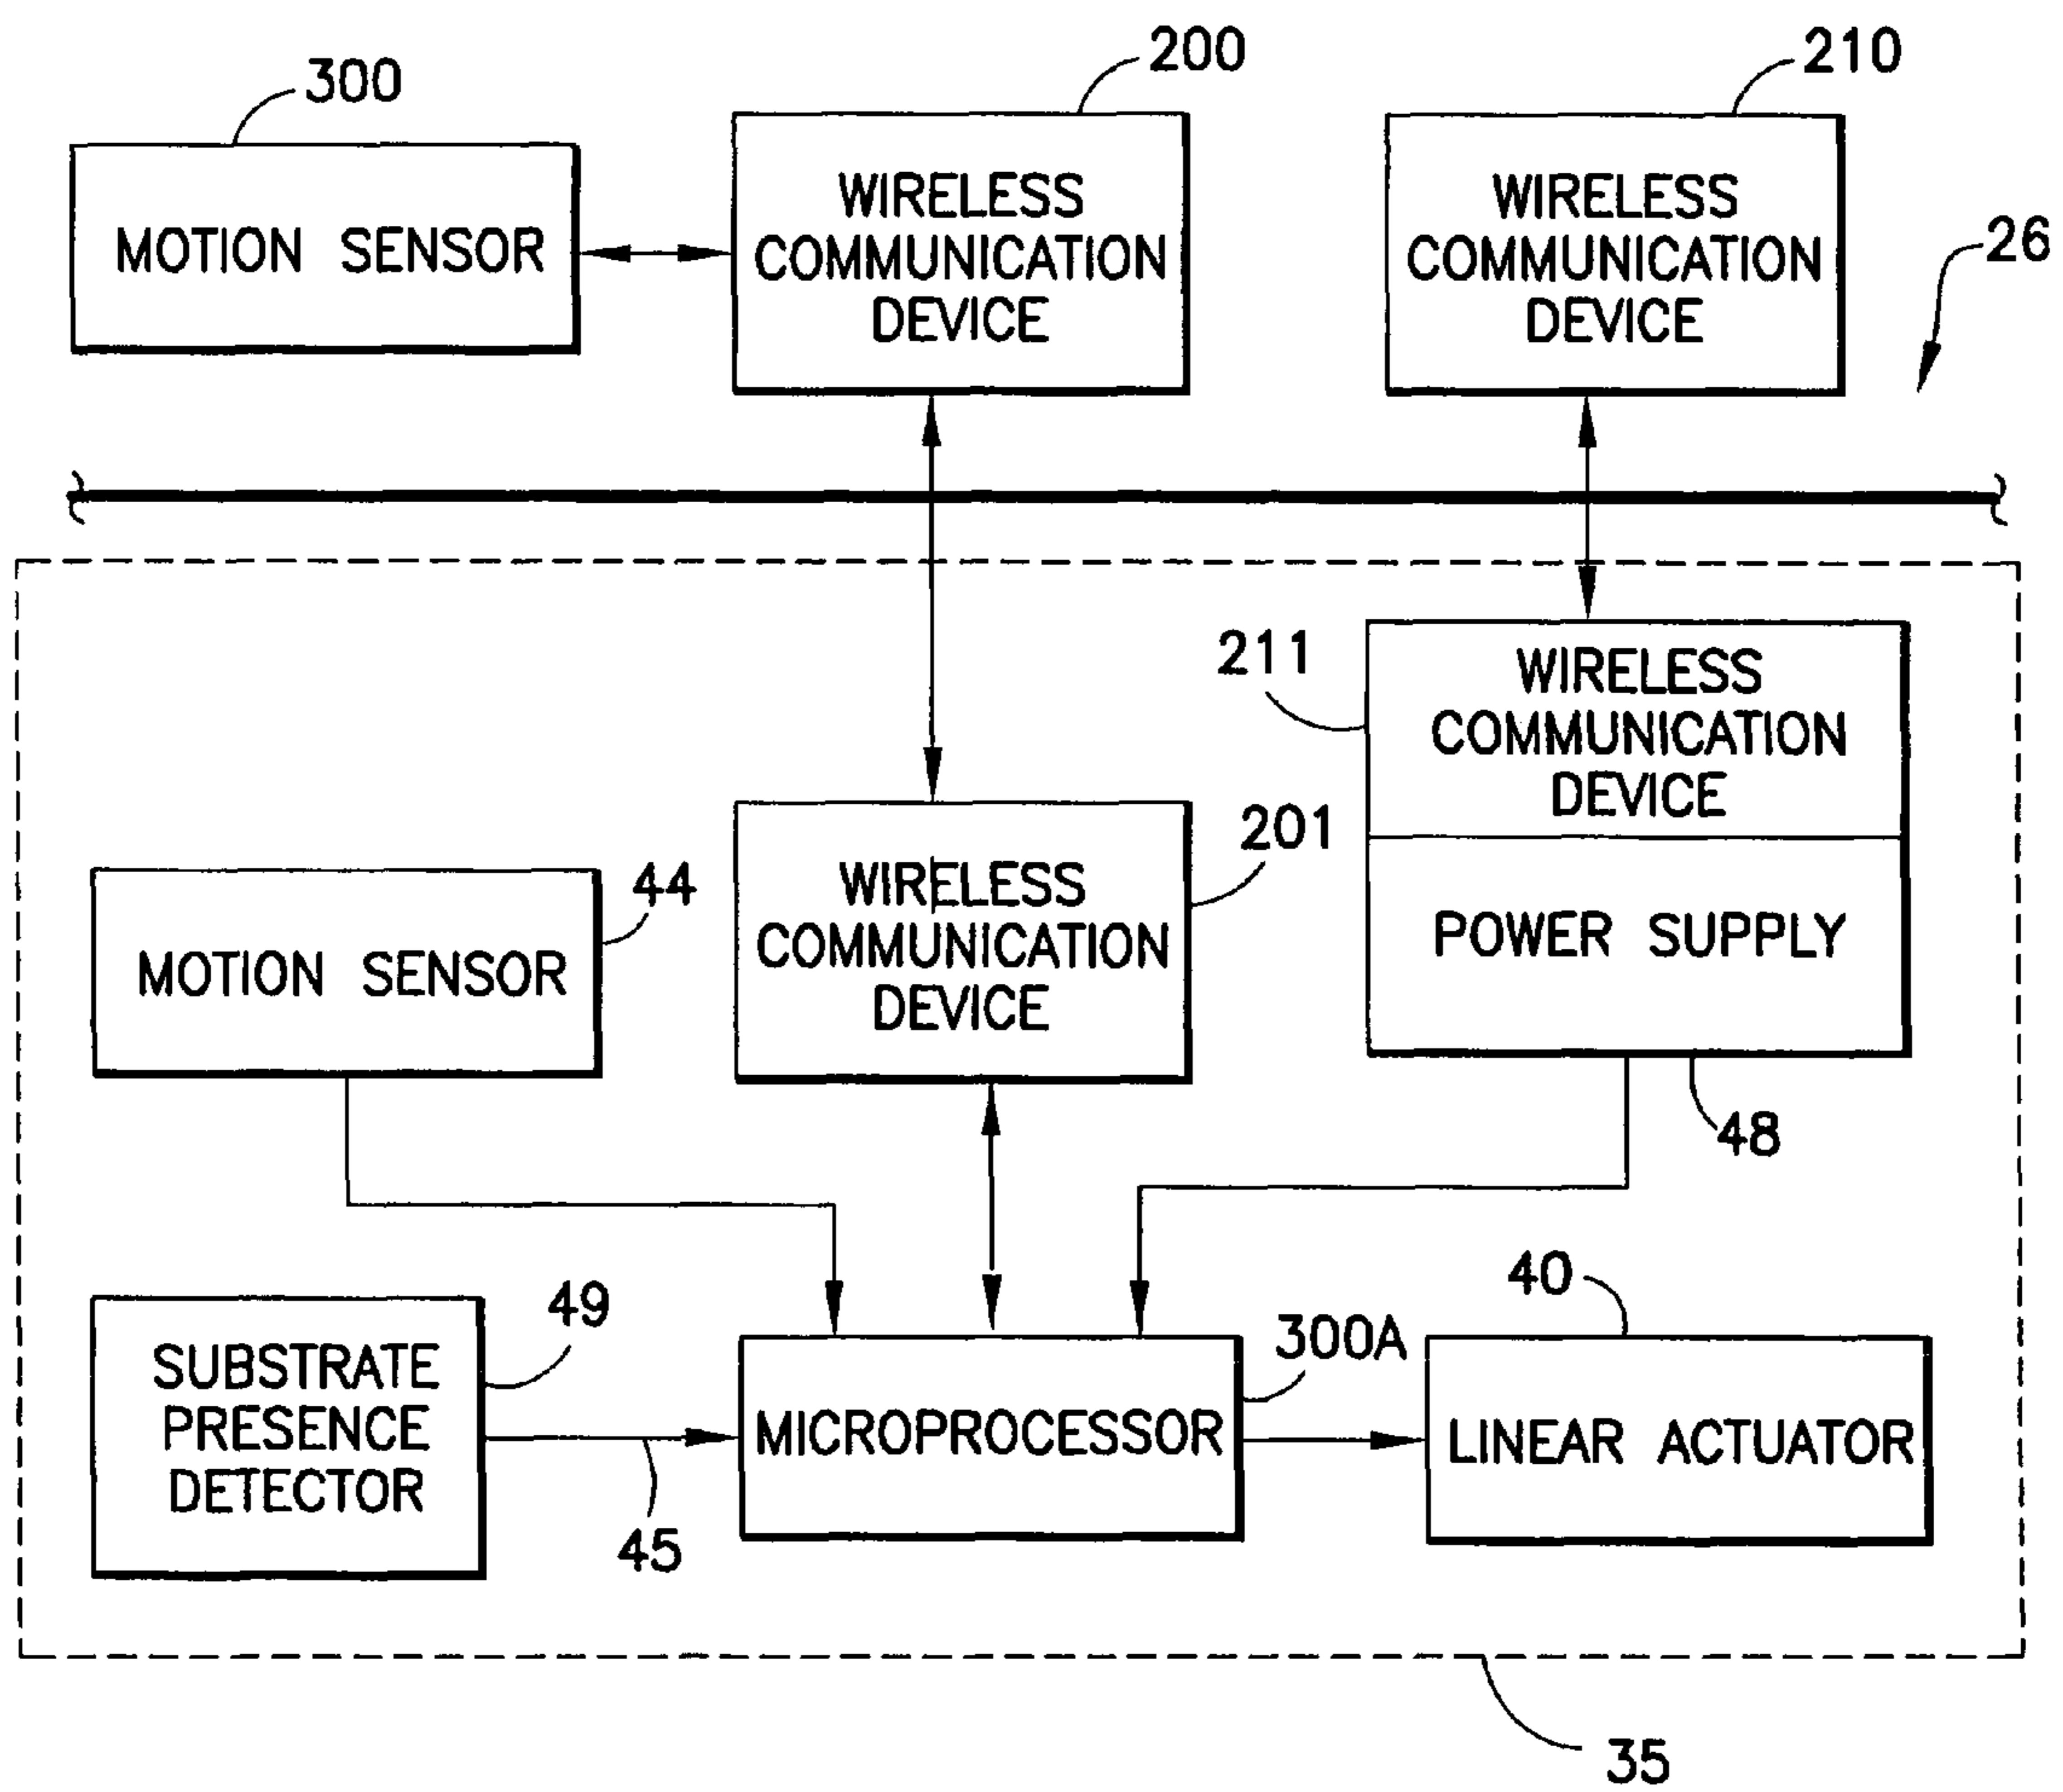 300
200
210
MOTION SENSOR
WIRELESS
COMMUNICATION
DEVICE
WIRELESS
COMMUNICATION
DEVICE
26
211
WIRELESS
COMMUNICATION
DEVICE
POWER SUPPLY
48
44
MOTION SENSOR
201
WIRELESS
COMMUNICATION
DEVICE
49
SUBSTRATE
PRESENCE
DETECTOR
45
300A
MICROPROCESSOR
40
LINEAR ACTUATOR
35